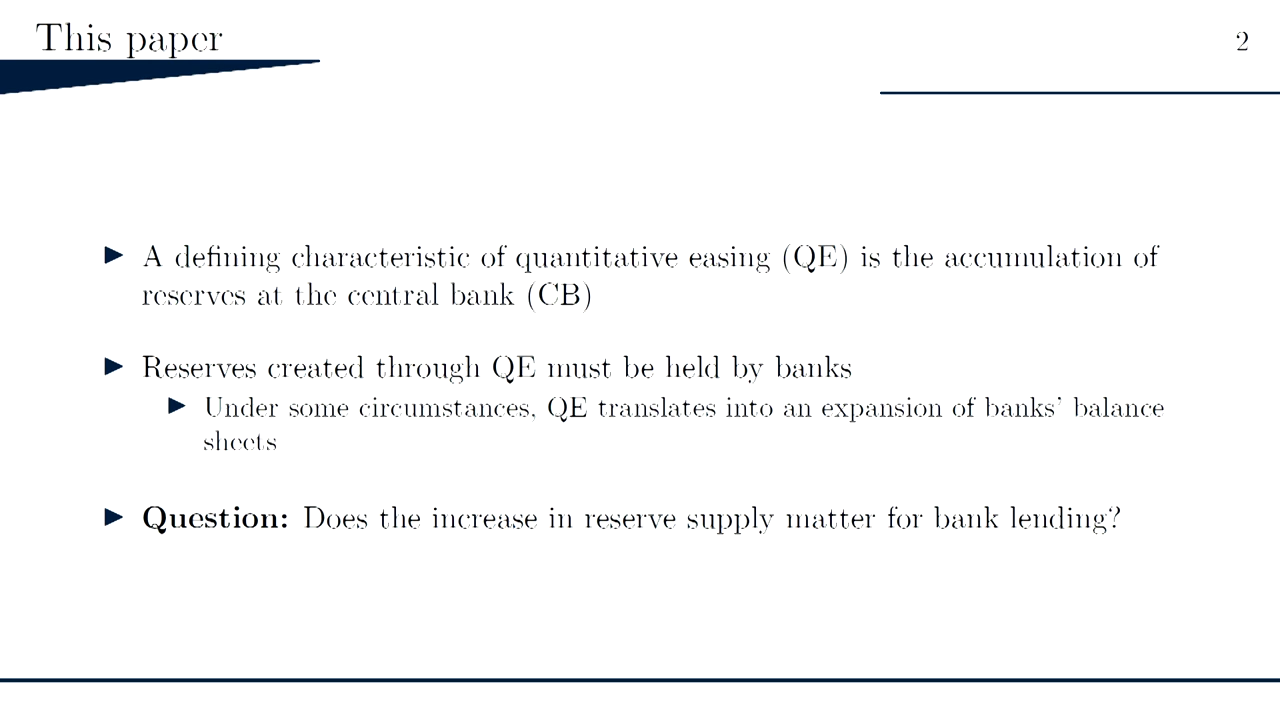 This paper
2
A defining characteristic of quantitative easing (QE) is the accumulation of
reserves at the central bank (CB)
Reserves created through QE must be held by banks
Under some circumstances, QE translates into an expansion of banks' balance
sheets
Question: Does the increase in reserve supply matter for bank lending?